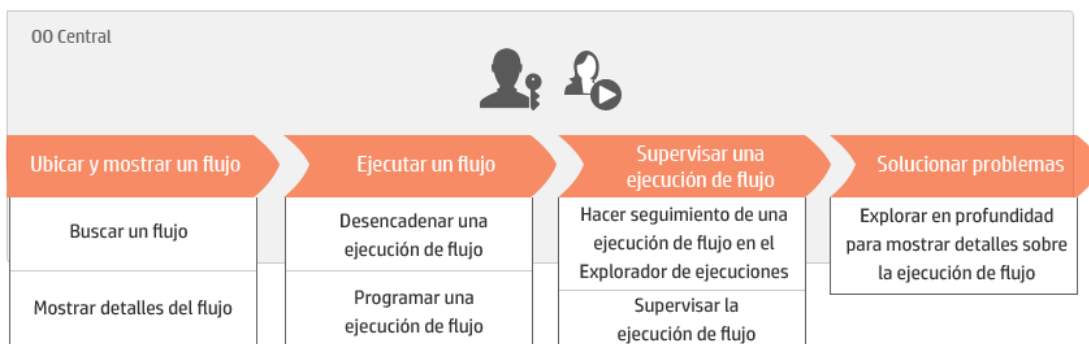 OO Central
Ubicar y mostrar un flujo
Ejecutar un flujo
Supervisar una
ejecución de flujo
Solucionar problemas
Buscar un flujo
Mostrar detalles del flujo
Desencadenar una
ejecución de flujo
Programar una
ejecución de flujo
Hacer seguimiento de una
ejecución de flujo en el
Explorador de ejecuciones
Supervisar la
ejecución de flujo
Explorar en profundidad
para mostrar detalles sobre
la ejecución de flujo